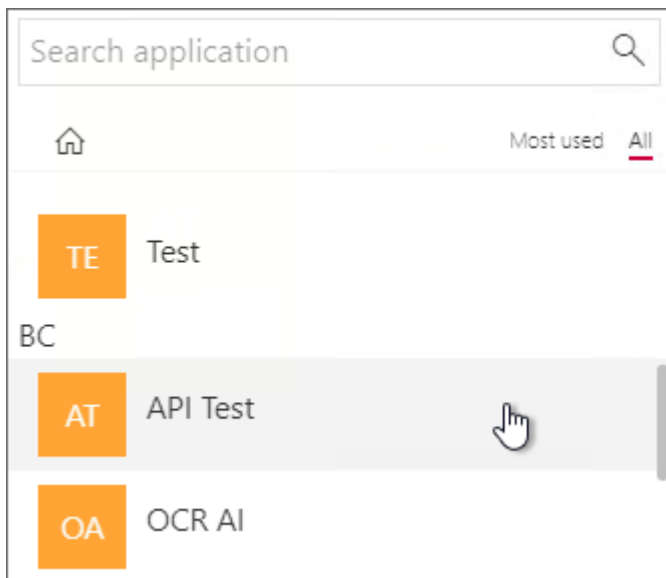 Search application
Most used All
TE Test
BC
AT API Test
OA OCR AI